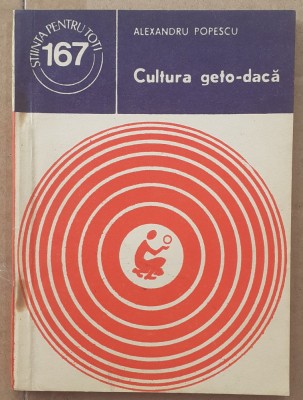 ȘTIINȚA PENTRU TOȚI
167
ALEXANDRU POPESCU
Cultura geto-dacă